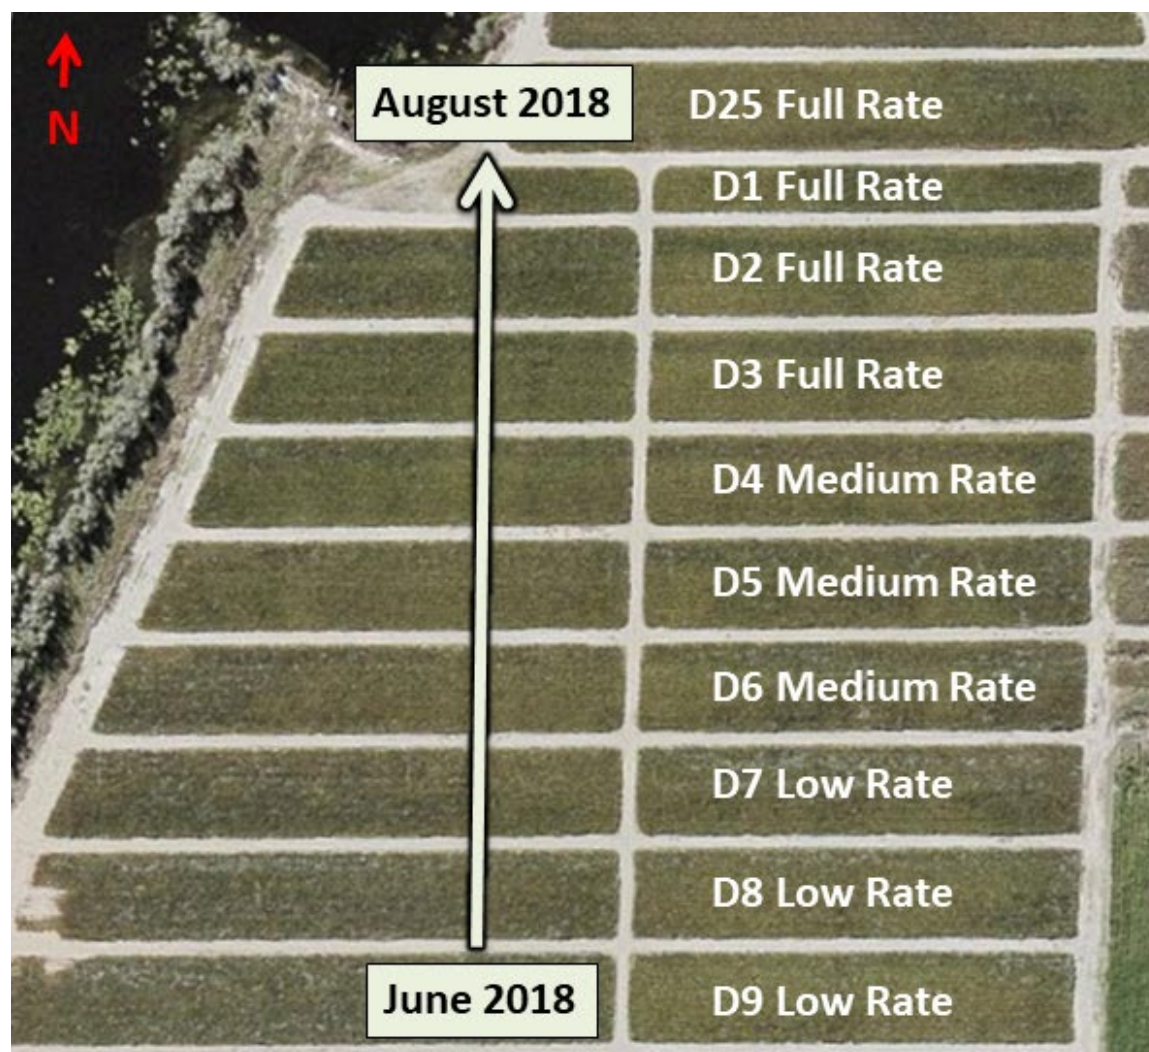 N
August 2018
D25 Full Rate
D1 Full Rate
D2 Full Rate
D3 Full Rate
D4 Medium Rate
D5 Medium Rate
D6 Medium Rate
D7 Low Rate
D8 Low Rate
June 2018
D9 Low Rate